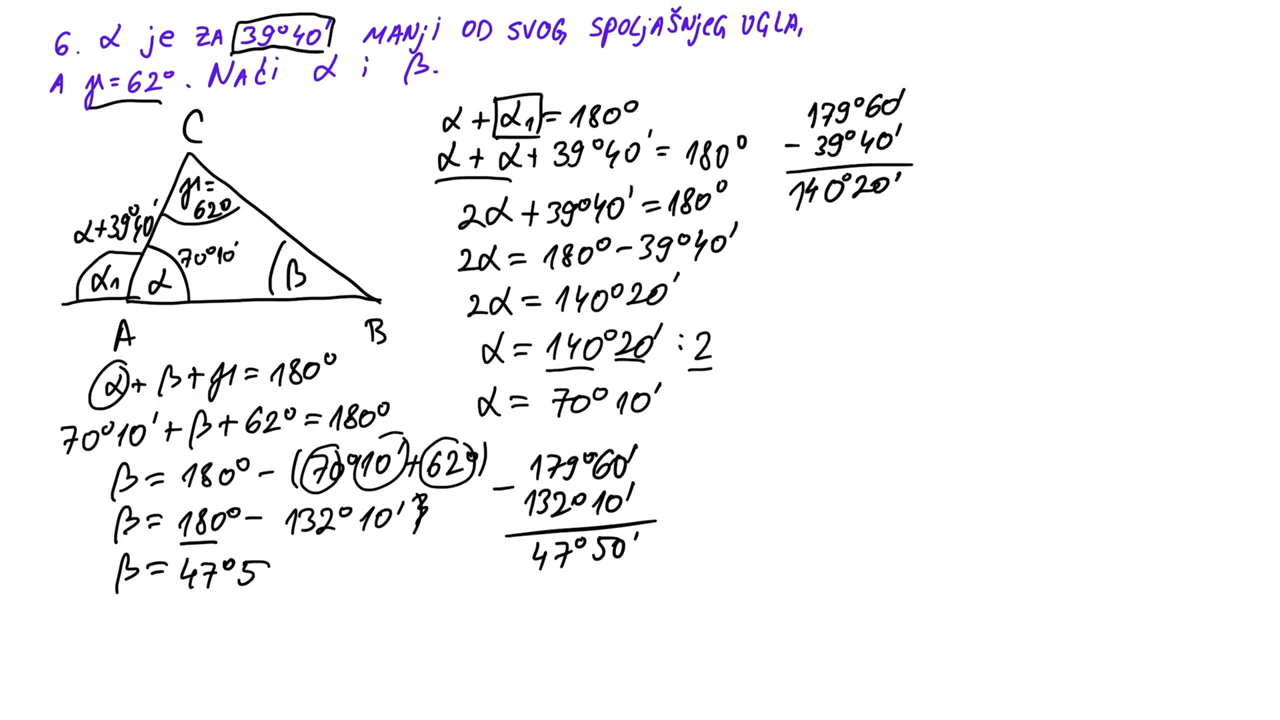 6. α je ZA 39°40' MANJI OD SVOG SPOLJAŠNJEG UGLA,
A γ=62°. NAĆI α i β.
C
γ=
62°
α+39°40'
70°10'
α₁ α β
A B
α + β + γ = 180°
70°10' + β + 62° = 180°
β = 180° - (70°10' + 62°)
β = 180° - 132°10'
β = 47°5
α + α₁ = 180°
α + α + 39°40' = 180°
2α + 39°40' = 180°
2α = 180° - 39°40'
2α = 140°20'
α = 140°20' : 2
α = 70°10'
179°60'
- 39°40'
140°20'
179°60'
- 132°10'
47°50'